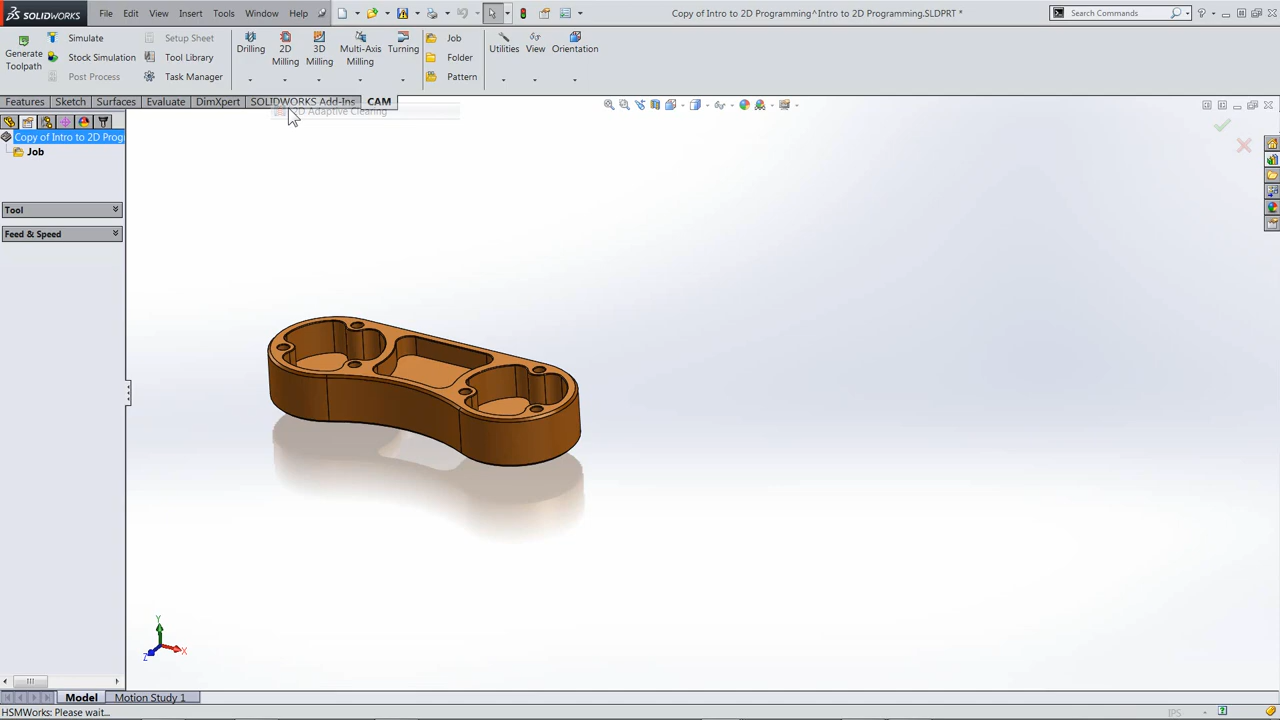 SOLIDWORKS File Edit View Insert Tools Window Help
Copy of Intro to 2D Programming^Intro to 2D Programming.SLDPRT *
Search Commands
Generate Toolpath
Simulate
Stock Simulation
Post Process
Setup Sheet
Tool Library
Task Manager
Drilling
2D Milling
3D Milling
Multi-Axis Milling
Turning
Job
Folder
Pattern
Utilities
View
Orientation
Features Sketch Surfaces Evaluate DimXpert SOLIDWORKS Add-Ins CAM
2D Adaptive Clearing
Copy of Intro to 2D Prog
Job
Tool
Feed & Speed
Y
X
Z
Model Motion Study 1
HSMWorks: Please wait...
IPS